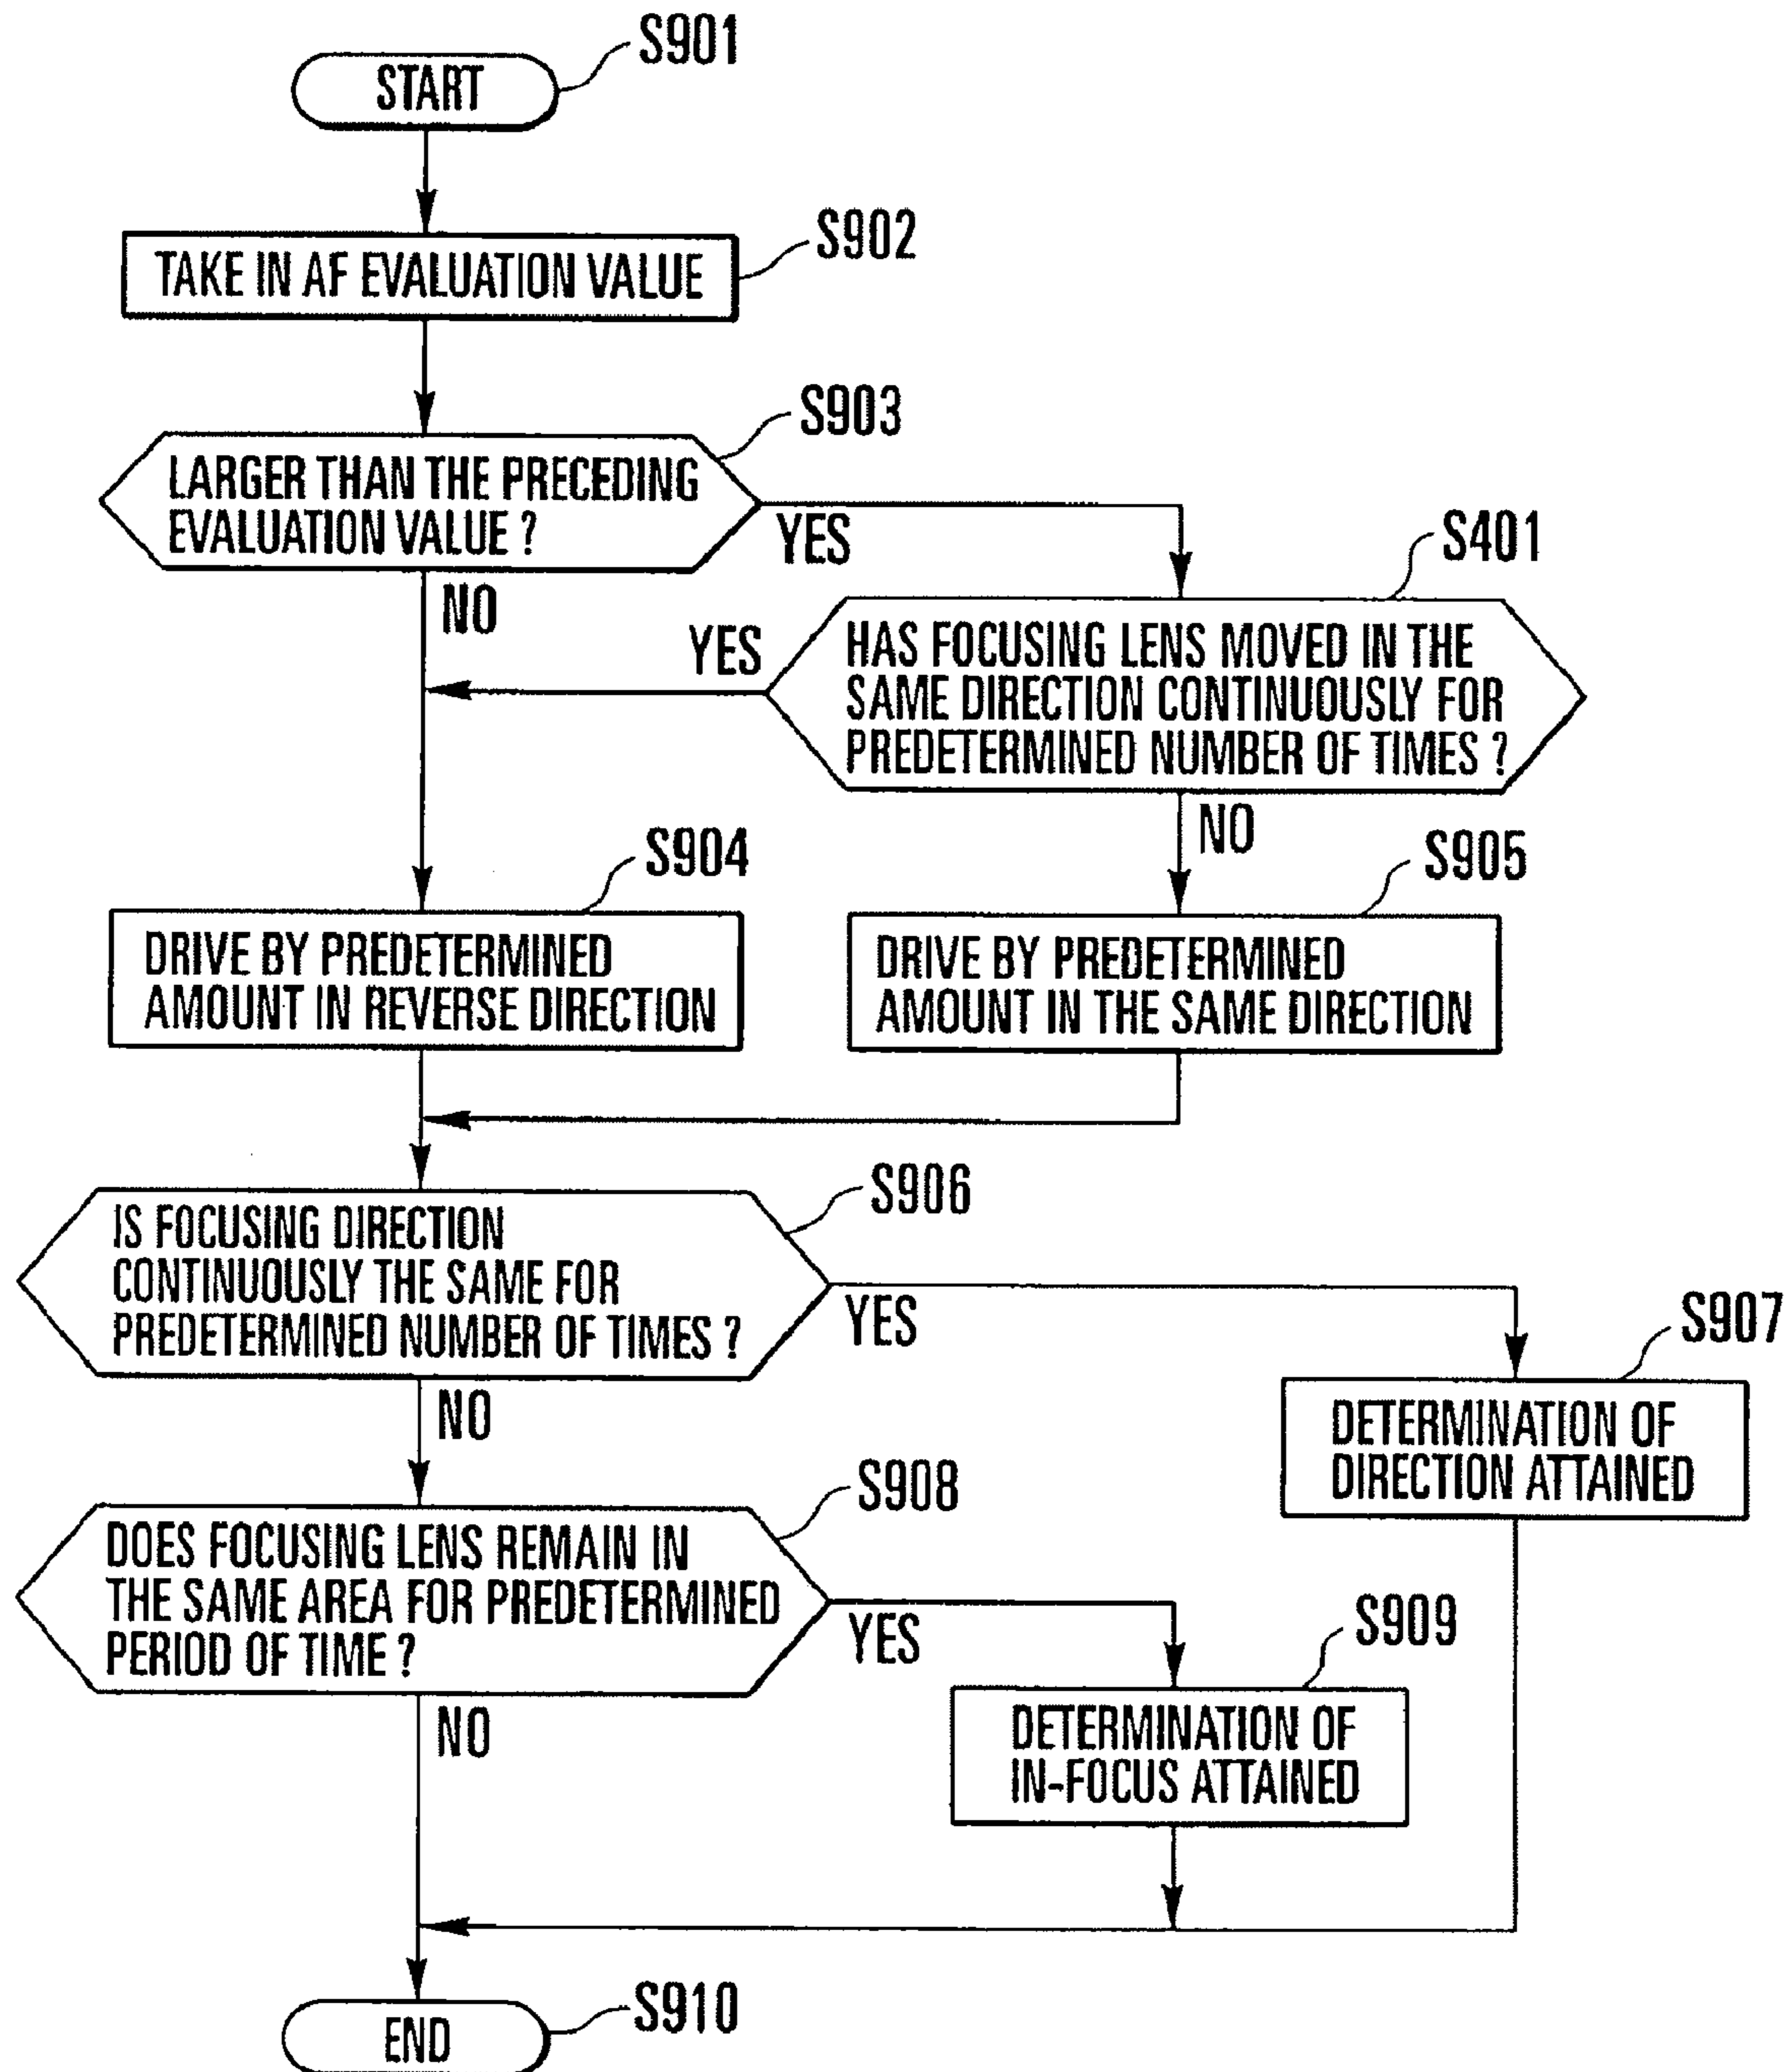 S901
START
S902
TAKE IN AF EVALUATION VALUE
S903
LARGER THAN THE PRECEDING
EVALUATION VALUE ?
YES
NO
S401
YES
HAS FOCUSING LENS MOVED IN THE
SAME DIRECTION CONTINUOUSLY FOR
PREDETERMINED NUMBER OF TIMES ?
NO
S904
DRIVE BY PREDETERMINED
AMOUNT IN REVERSE DIRECTION
S905
DRIVE BY PREDETERMINED
AMOUNT IN THE SAME DIRECTION
S906
IS FOCUSING DIRECTION
CONTINUOUSLY THE SAME FOR
PREDETERMINED NUMBER OF TIMES ?
YES
NO
S907
DETERMINATION OF
DIRECTION ATTAINED
S908
DOES FOCUSING LENS REMAIN IN
THE SAME AREA FOR PREDETERMINED
PERIOD OF TIME ?
YES
NO
S909
DETERMINATION OF
IN-FOCUS ATTAINED
S910
END